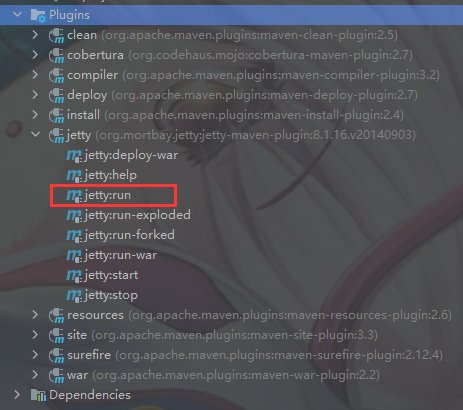 Plugins
clean (org.apache.maven.plugins:maven-clean-plugin:2.5)
cobertura (org.codehaus.mojo:cobertura-maven-plugin:2.7)
compiler (org.apache.maven.plugins:maven-compiler-plugin:3.2)
deploy (org.apache.maven.plugins:maven-deploy-plugin:2.7)
install (org.apache.maven.plugins:maven-install-plugin:2.4)
jetty (org.mortbay.jetty:jetty-maven-plugin:8.1.16.v20140903)
jetty:deploy-war
jetty:help
jetty:run
jetty:run-exploded
jetty:run-forked
jetty:run-war
jetty:start
jetty:stop
resources (org.apache.maven.plugins:maven-resources-plugin:2.6)
site (org.apache.maven.plugins:maven-site-plugin:3.3)
surefire (org.apache.maven.plugins:maven-surefire-plugin:2.12.4)
war (org.apache.maven.plugins:maven-war-plugin:2.2)
Dependencies